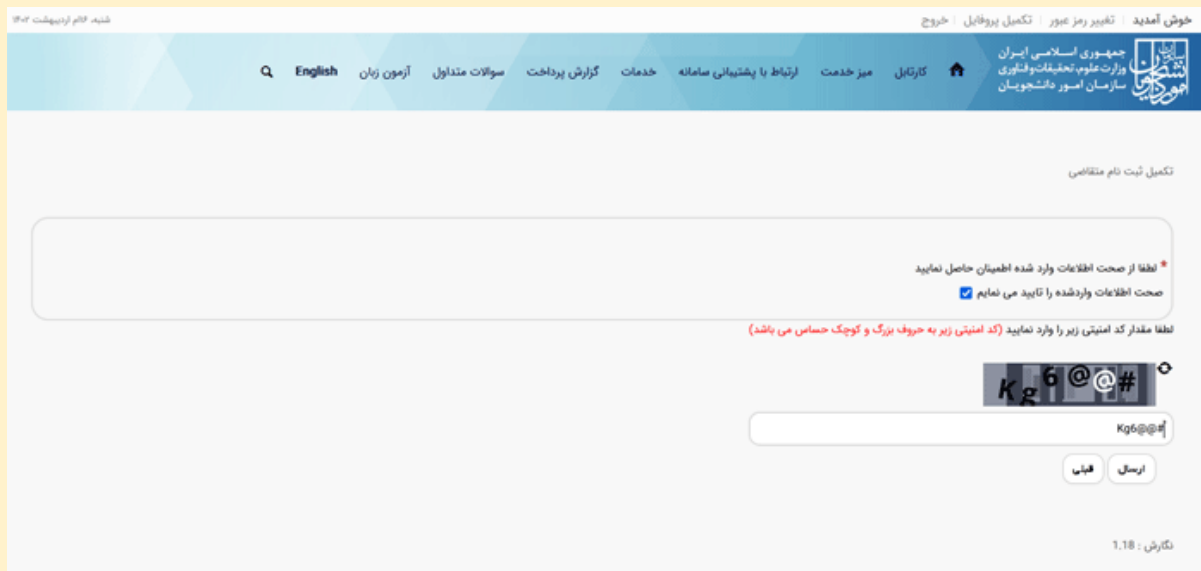 خوش آمدید | تغییر رمز عبور | تکمیل پروفایل | خروج
شنبه، ۱۶ام اردیبهشت ۱۴۰۲
جمهوری اسلامی ایران
وزارت علوم، تحقیقات و فناوری
سازمان امور دانشجویان
کارتابل میز خدمت ارتباط با پشتیبانی سامانه خدمات گزارش پرداخت سوالات متداول آزمون زبان English
تکمیل ثبت نام متقاضی
* لطفا از صحت اطلاعات وارد شده اطمینان حاصل نمایید
صحت اطلاعات واردشده را تایید می نمایم
لطفا مقدار کد امنیتی زیر را وارد نمایید (کد امنیتی زیر به حروف بزرگ و کوچک حساس می باشد)
Kg6@@#
Kg6@@#
ارسال قبلی
نگارش : 1.18